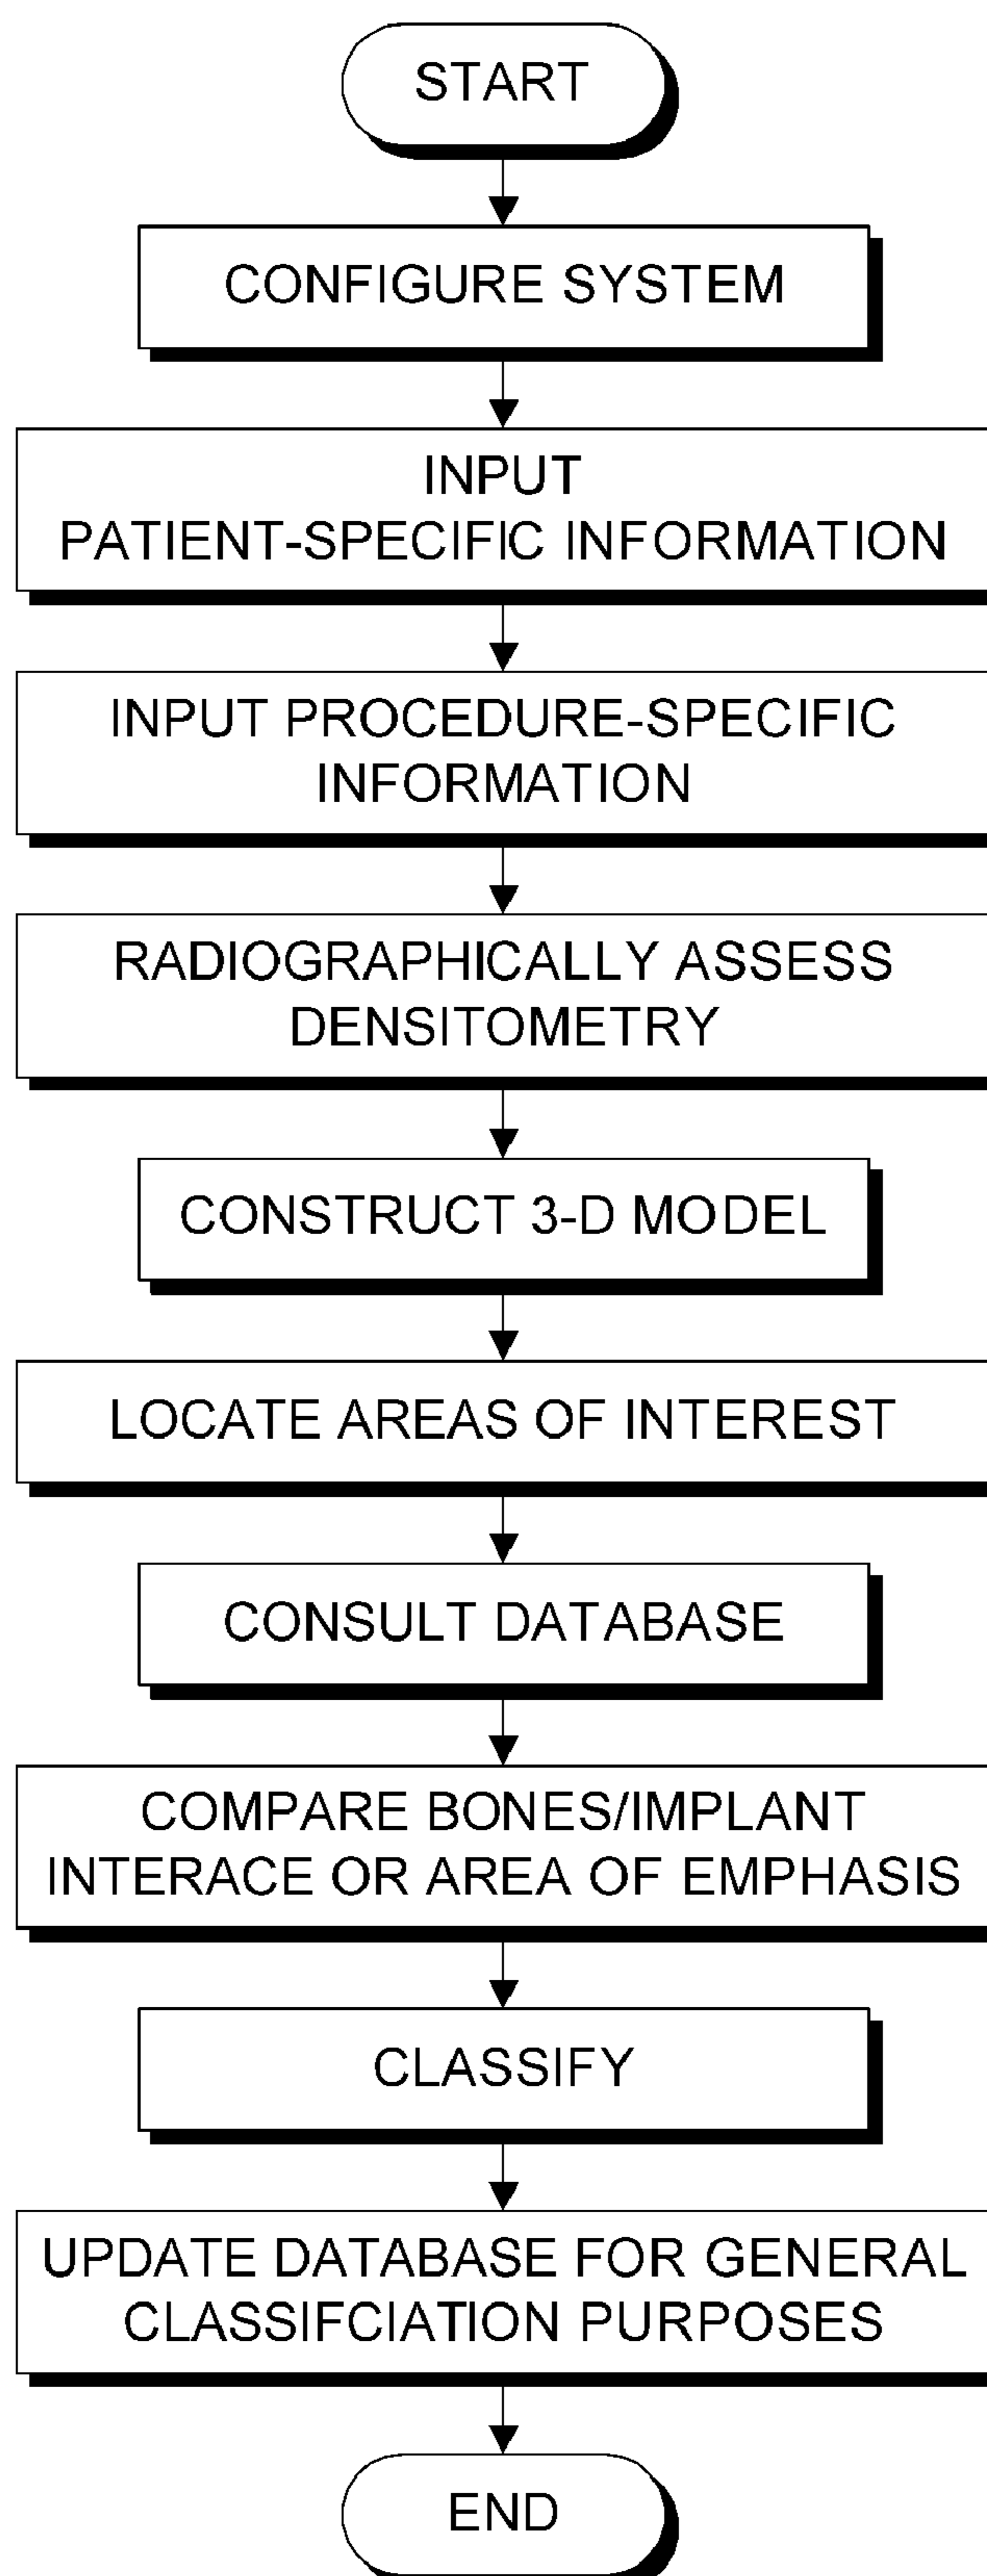 START
CONFIGURE SYSTEM
INPUT
PATIENT-SPECIFIC INFORMATION
INPUT PROCEDURE-SPECIFIC
INFORMATION
RADIOGRAPHICALLY ASSESS
DENSITOMETRY
CONSTRUCT 3-D MODEL
LOCATE AREAS OF INTEREST
CONSULT DATABASE
COMPARE BONES/IMPLANT
INTERACE OR AREA OF EMPHASIS
CLASSIFY
UPDATE DATABASE FOR GENERAL
CLASSIFCIATION PURPOSES
END